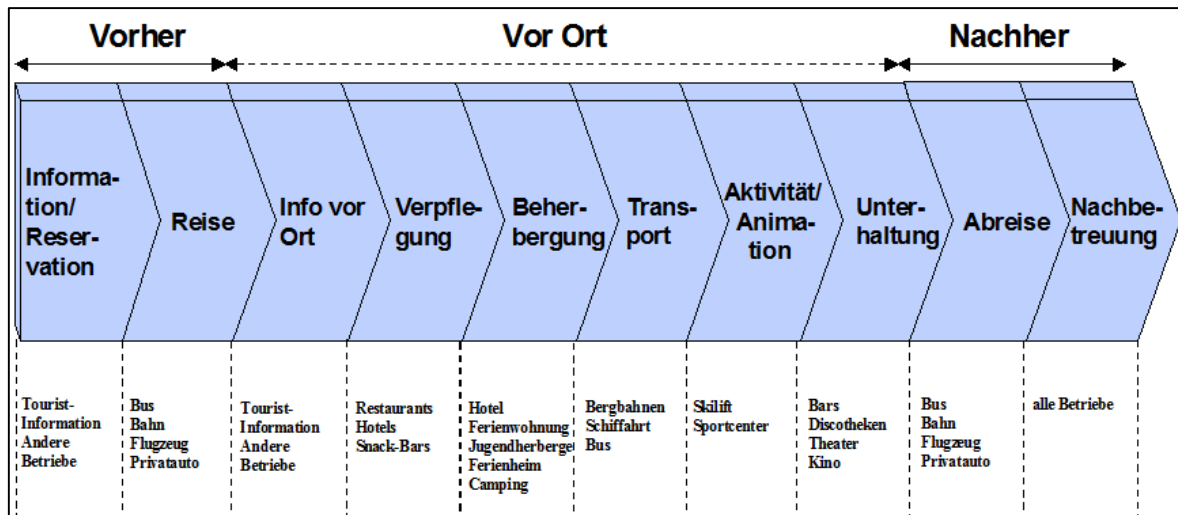 Vorher
Vor Ort
Nachher
Informa-
tion/
Reser-
vation
Reise
Info vor
Ort
Verpfle-
gung
Beher-
bergung
Trans-
port
Aktivität/
Anima-
tion
Unter-
haltung
Abreise
Nachbe-
treuung
Tourist-
Information
Andere
Betriebe
Bus
Bahn
Flugzeug
Privatauto
Tourist-
Information
Andere
Betriebe
Restaurants
Hotels
Snack-Bars
Hotel
Ferienwohnung
Jugendherberge
Ferienheim
Camping
Bergbahnen
Schiffahrt
Bus
Skilift
Sportcenter
Bars
Discotheken
Theater
Kino
Bus
Bahn
Flugzeug
Privatauto
alle Betriebe